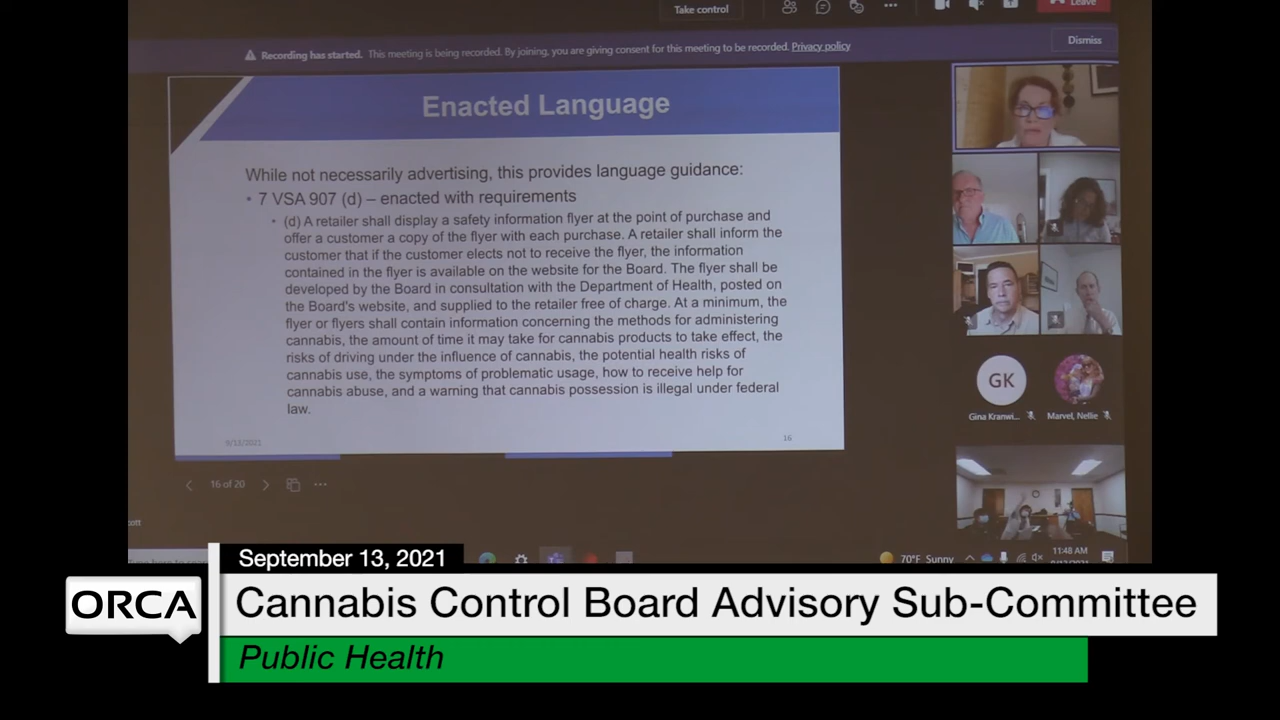 Take control
Leave
Recording has started. This meeting is being recorded. By joining, you are giving consent for this meeting to be recorded. Privacy policy
Dismiss
Enacted Language
While not necessarily advertising, this provides language guidance:
• 7 VSA 907 (d) – enacted with requirements
• (d) A retailer shall display a safety information flyer at the point of purchase and
offer a customer a copy of the flyer with each purchase. A retailer shall inform the
customer that if the customer elects not to receive the flyer, the information
contained in the flyer is available on the website for the Board. The flyer shall be
developed by the Board in consultation with the Department of Health, posted on
the Board's website, and supplied to the retailer free of charge. At a minimum, the
flyer or flyers shall contain information concerning the methods for administering
cannabis, the amount of time it may take for cannabis products to take effect, the
risks of driving under the influence of cannabis, the potential health risks of
cannabis use, the symptoms of problematic usage, how to receive help for
cannabis abuse, and a warning that cannabis possession is illegal under federal
law.
9/13/2021
16
GK
Gina Kranwi...
Marvel, Nellie
16 of 20
70°F Sunny
11:48 AM
September 13, 2021
ORCA
Cannabis Control Board Advisory Sub-Committee
Public Health